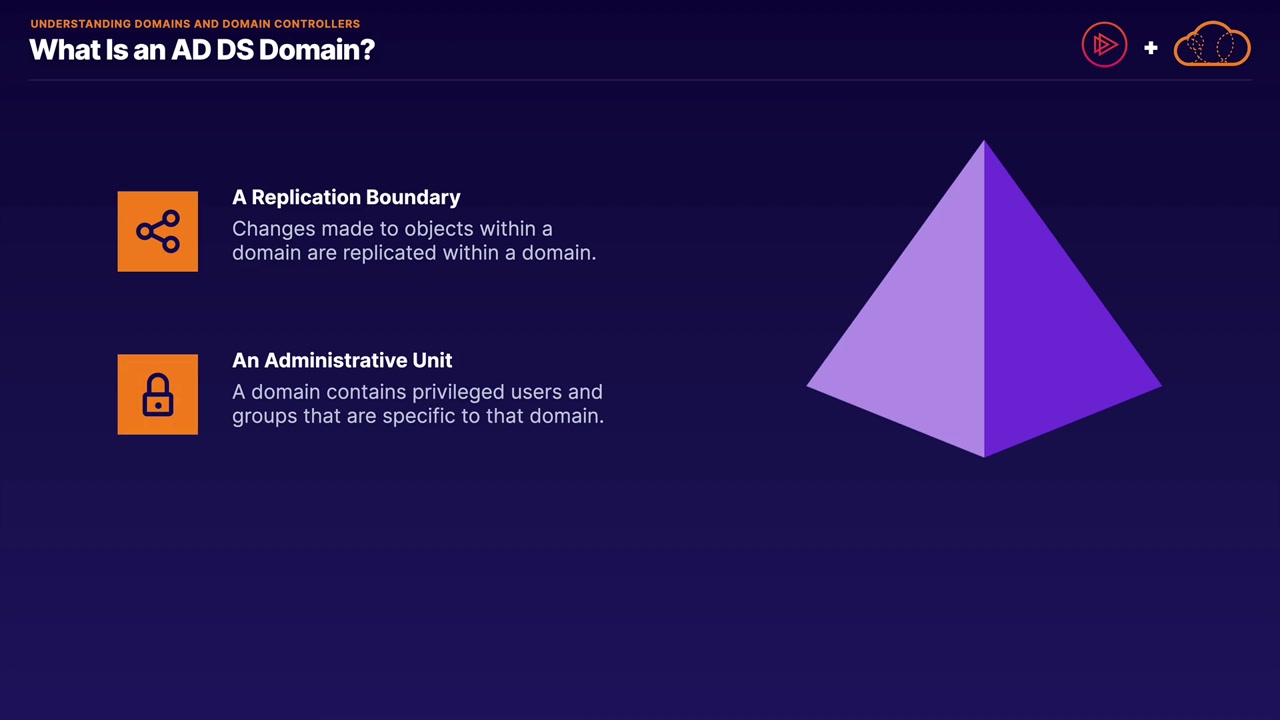 UNDERSTANDING DOMAINS AND DOMAIN CONTROLLERS
What Is an AD DS Domain?
+
A Replication Boundary
Changes made to objects within a
domain are replicated within a domain.
An Administrative Unit
A domain contains privileged users and
groups that are specific to that domain.